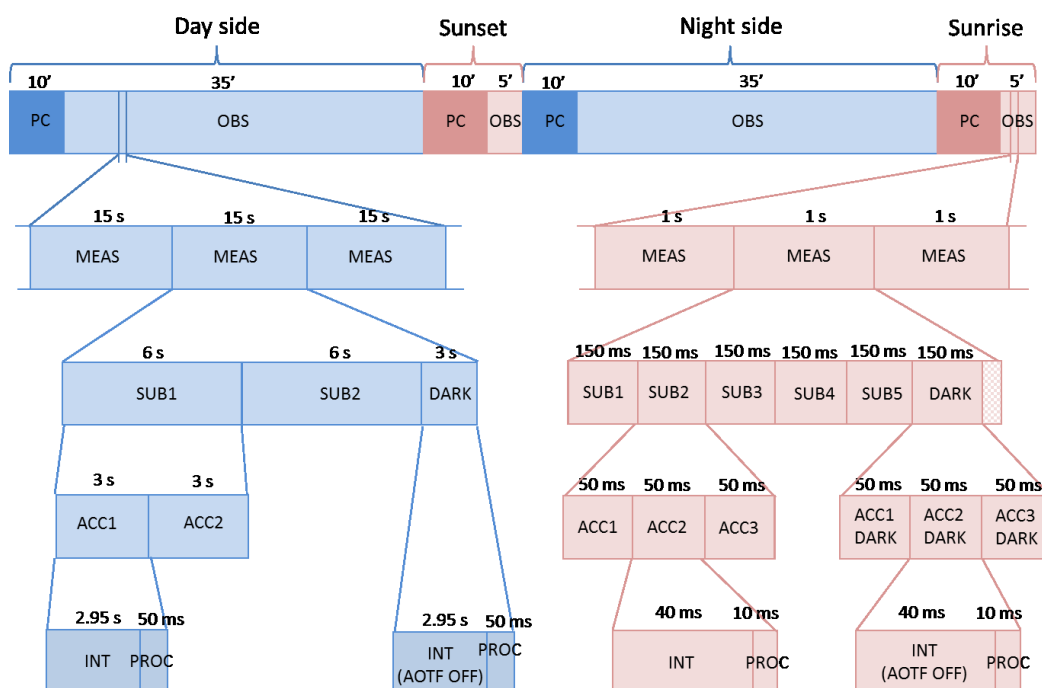 Day side Sunset Night side Sunrise
10’ 35’ 10’ 5’ 10’ 35’ 10’ 5’
PC OBS PC OBS PC OBS PC OBS
15 s 15 s 15 s 1 s 1 s 1 s
MEAS MEAS MEAS MEAS MEAS MEAS
6 s 6 s 3 s 150 ms 150 ms 150 ms 150 ms 150 ms 150 ms
SUB1 SUB2 DARK SUB1 SUB2 SUB3 SUB4 SUB5 DARK
3 s 3 s 50 ms 50 ms 50 ms 50 ms 50 ms 50 ms
ACC1 ACC2 ACC1 ACC2 ACC3 ACC1 ACC2 ACC3
DARK DARK DARK
2.95 s 50 ms 2.95 s 50 ms 40 ms 10 ms 40 ms 10 ms
INT PROC INT PROC INT PROC INT PROC
(AOTF OFF) (AOTF OFF)